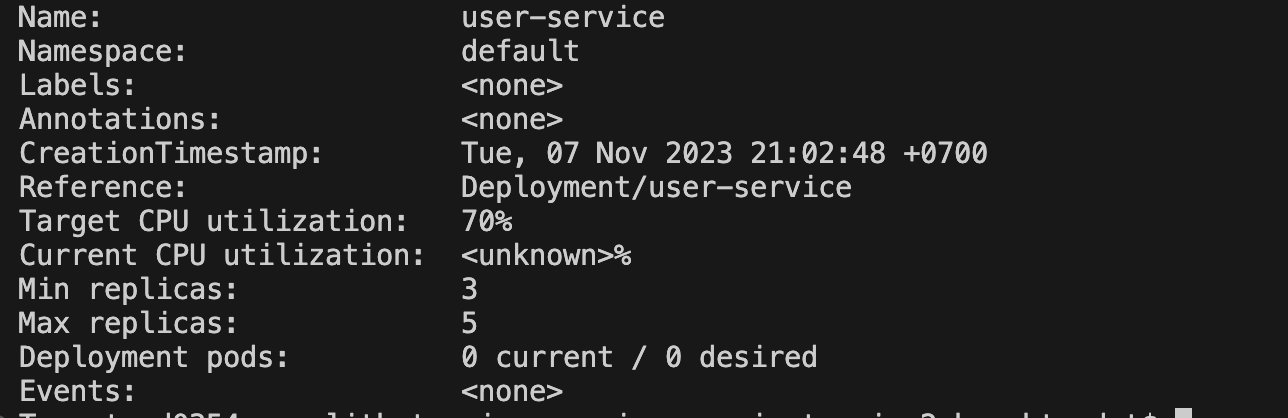 Name: user-service
Namespace: default
Labels: <none>
Annotations: <none>
CreationTimestamp: Tue, 07 Nov 2023 21:02:48 +0700
Reference: Deployment/user-service
Target CPU utilization: 70%
Current CPU utilization: <unknown>%
Min replicas: 3
Max replicas: 5
Deployment pods: 0 current / 0 desired
Events: <none>